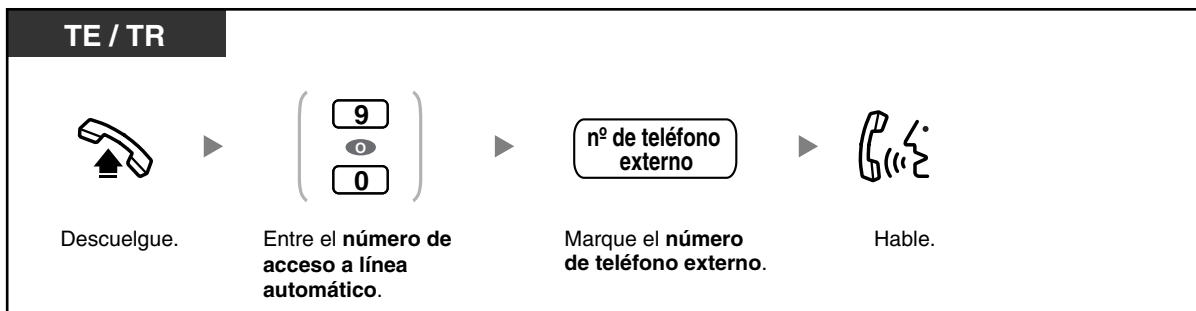 TE / TR
9
o
0
nº de teléfono
externo
Descuelgue.
Entre el número de
acceso a línea
automático.
Marque el número
de teléfono externo.
Hable.